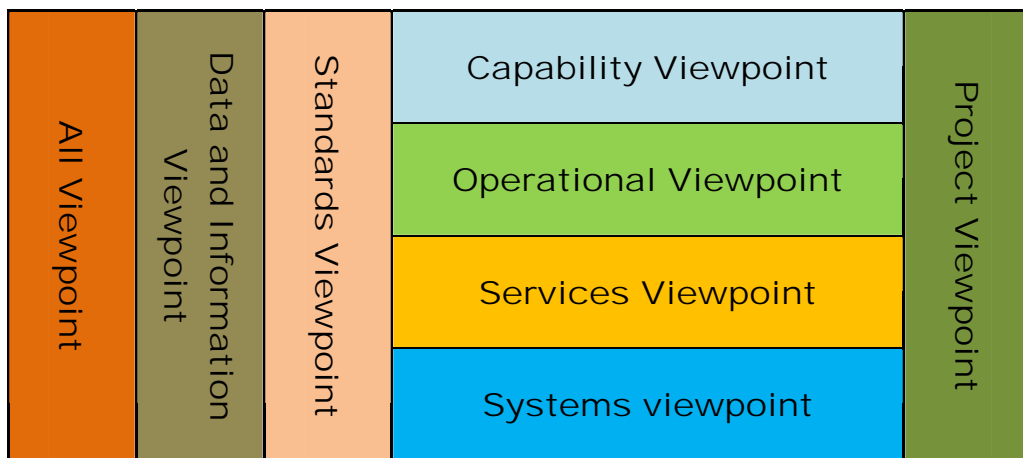 All Viewpoint
Data and Information
Viewpoint
Standards Viewpoint
Capability Viewpoint
Operational Viewpoint
Services Viewpoint
Systems viewpoint
Project Viewpoint